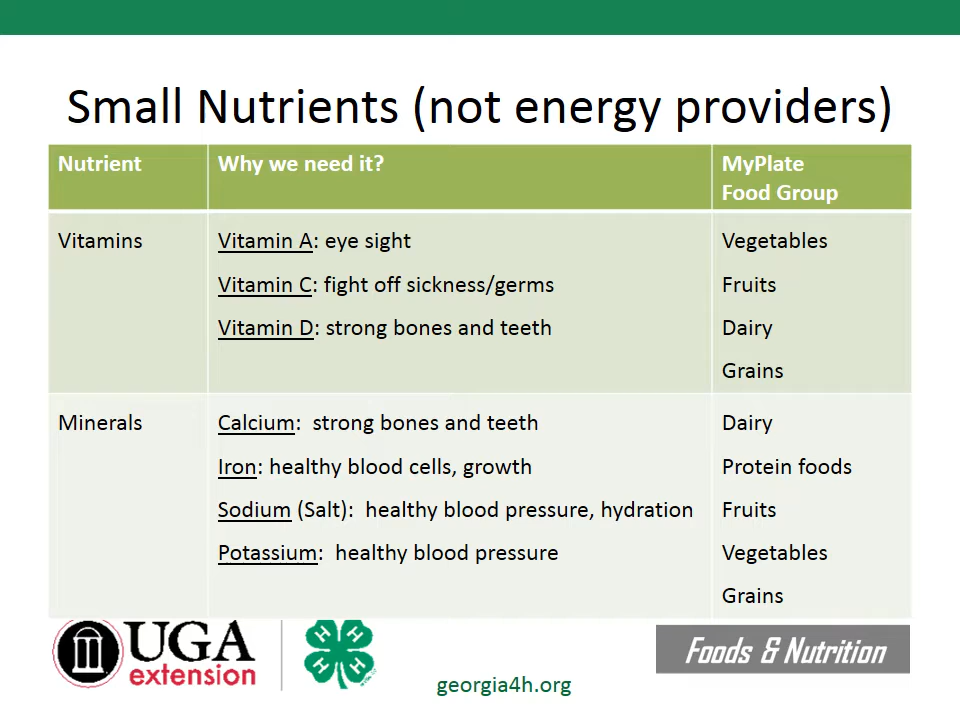 Small Nutrients (not energy providers)
Nutrient
Why we need it?
MyPlate
Food Group
Vitamins
Vitamin A: eye sight
Vitamin C: fight off sickness/germs
Vitamin D: strong bones and teeth
Vegetables
Fruits
Dairy
Grains
Minerals
Calcium:  strong bones and teeth
Iron: healthy blood cells, growth
Sodium (Salt):  healthy blood pressure, hydration
Potassium:  healthy blood pressure
Dairy
Protein foods
Fruits
Vegetables
Grains
UGA
extension
H H
H H
georgia4h.org
Foods & Nutrition